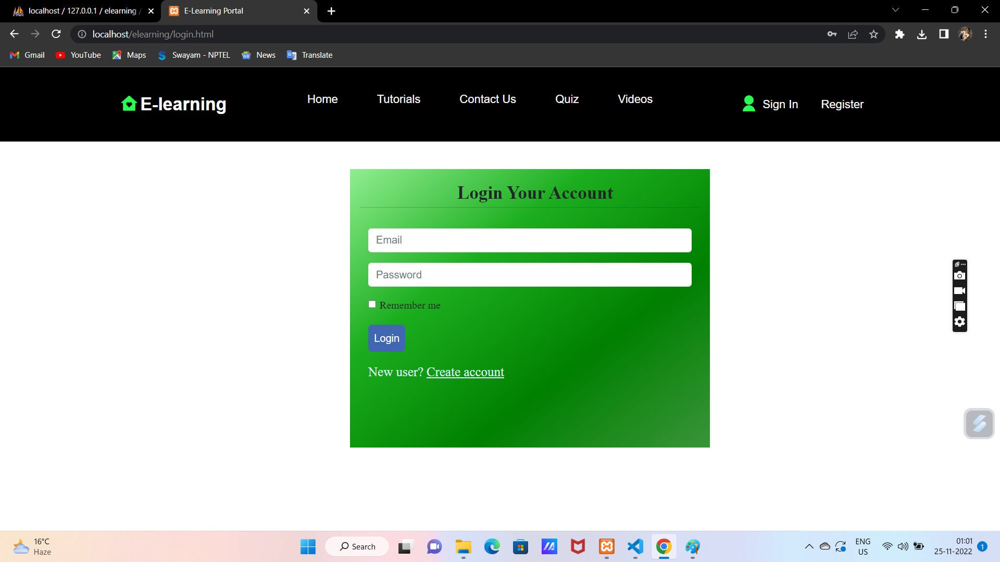 localhost / 127.0.0.1 / elearning /
E-Learning Portal
localhost/elearning/login.html
Gmail
YouTube
Maps
Swayam - NPTEL
News
Translate
E-learning
Home
Tutorials
Contact Us
Quiz
Videos
Sign In
Register
Login Your Account
Email
Password
Remember me
Login
New user? Create account
16°C
Haze
Search
ENG
US
01:01
25-11-2022
1